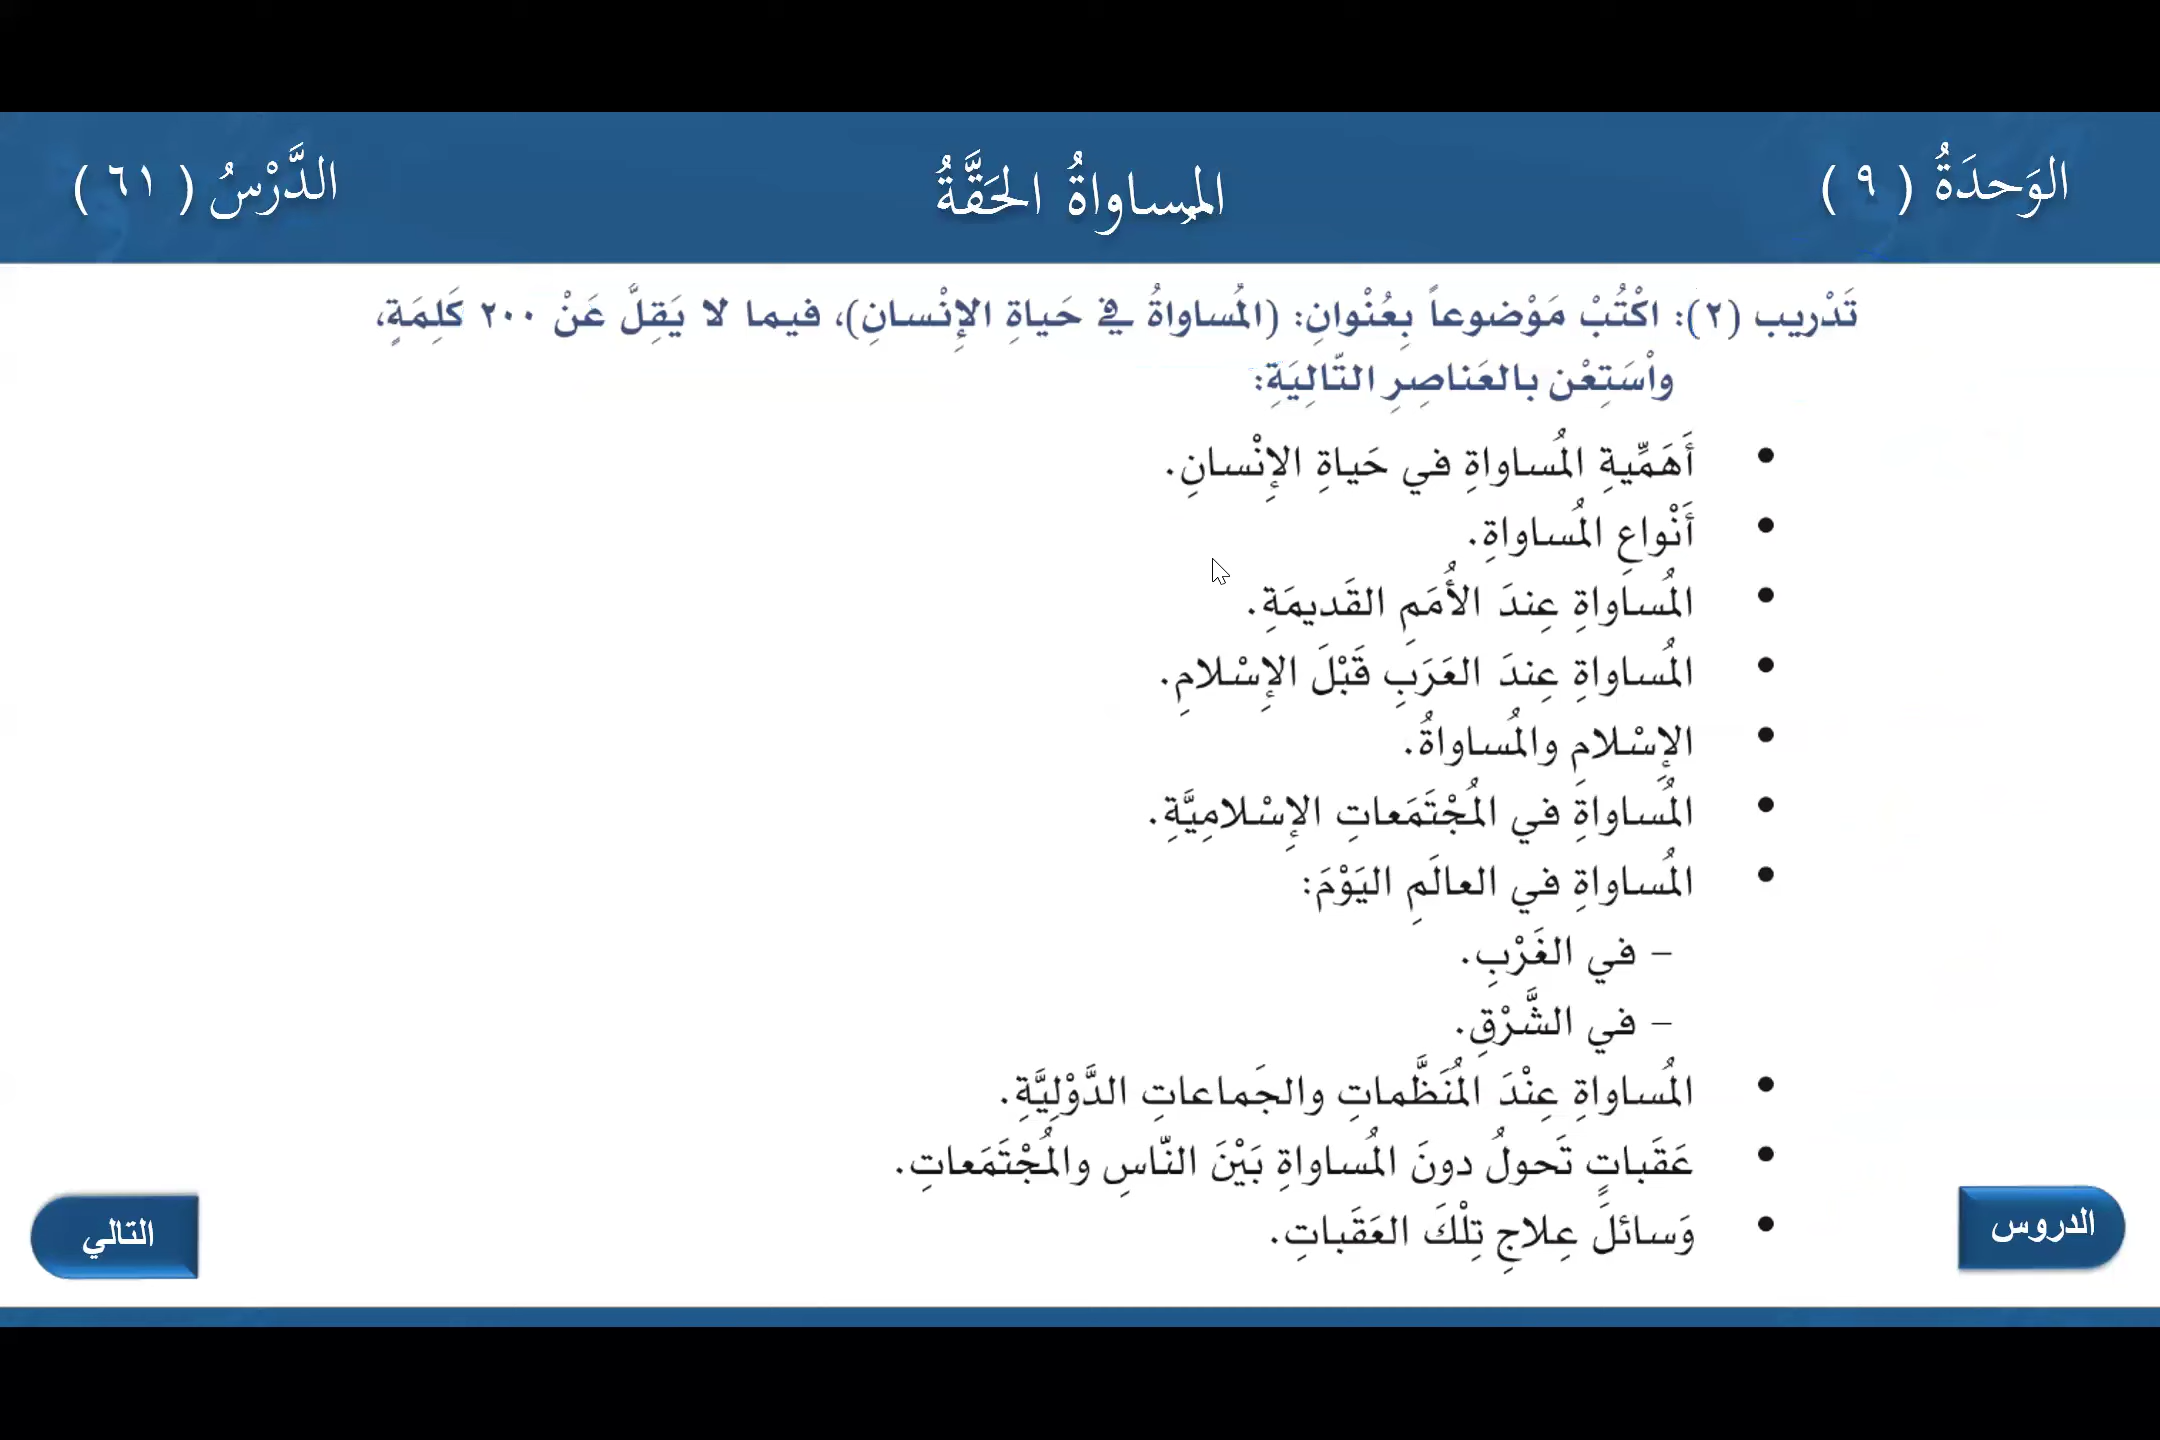 الوَحدَةُ ( ٩ )
المُساواةُ الحَقَّةُ
الدَّرْسُ ( ٦١ )
تَدْريب (٢): اكْتُبْ مَوْضوعاً بِعُنْوانِ: (المُساواةُ في حَياةِ الإِنْسانِ)، فيما لا يَقِلَّ عَنْ ٢٠٠ كَلِمَةٍ،
واْسَتِعْن بالعَناصِرِ التّالِيَةِ:
• أَهَمِّيةِ المُساواةِ في حَياةِ الإِنْسانِ.
• أَنْواعِ المُساواةِ.
• المُساواةِ عِندَ الأُمَمِ القَديمَةِ.
• المُساواةِ عِندَ العَرَبِ قَبْلَ الإِسْلامِ.
• الإِسْلامِ والمُساواةُ.
• المُساواةِ في المُجْتَمَعاتِ الإِسْلامِيَّةِ.
• المُساواةِ في العالَمِ اليَوْمَ:
– في الغَرْبِ.
– في الشَّرْقِ.
• المُساواةِ عِنْدَ المُنَظَّماتِ والجَماعاتِ الدَّوْلِيَّةِ.
• عَقَباتٍ تَحولُ دونَ المُساواةِ بَيْنَ النّاسِ والمُجْتَمَعاتِ.
• وَسائلَ عِلاجِ تِلْكَ العَقَباتِ.
الدروس
التالي